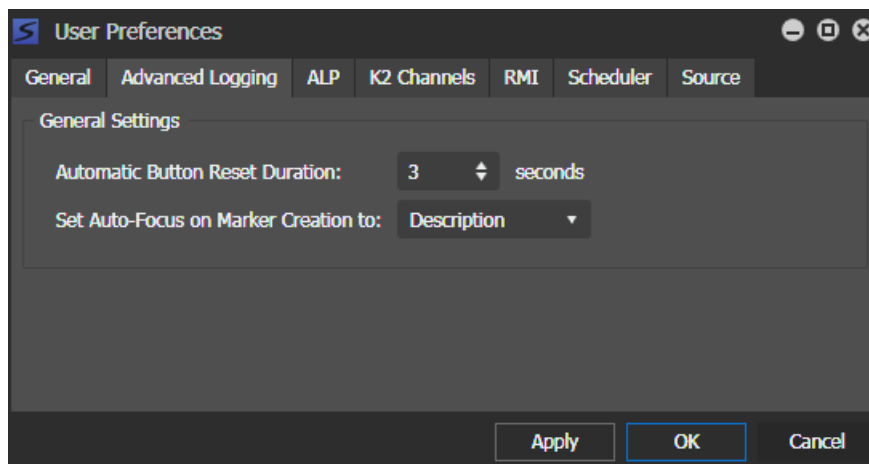 User Preferences
General Advanced Logging ALP K2 Channels RMI Scheduler Source
General Settings
Automatic Button Reset Duration: 3 seconds
Set Auto-Focus on Marker Creation to: Description
Apply OK Cancel